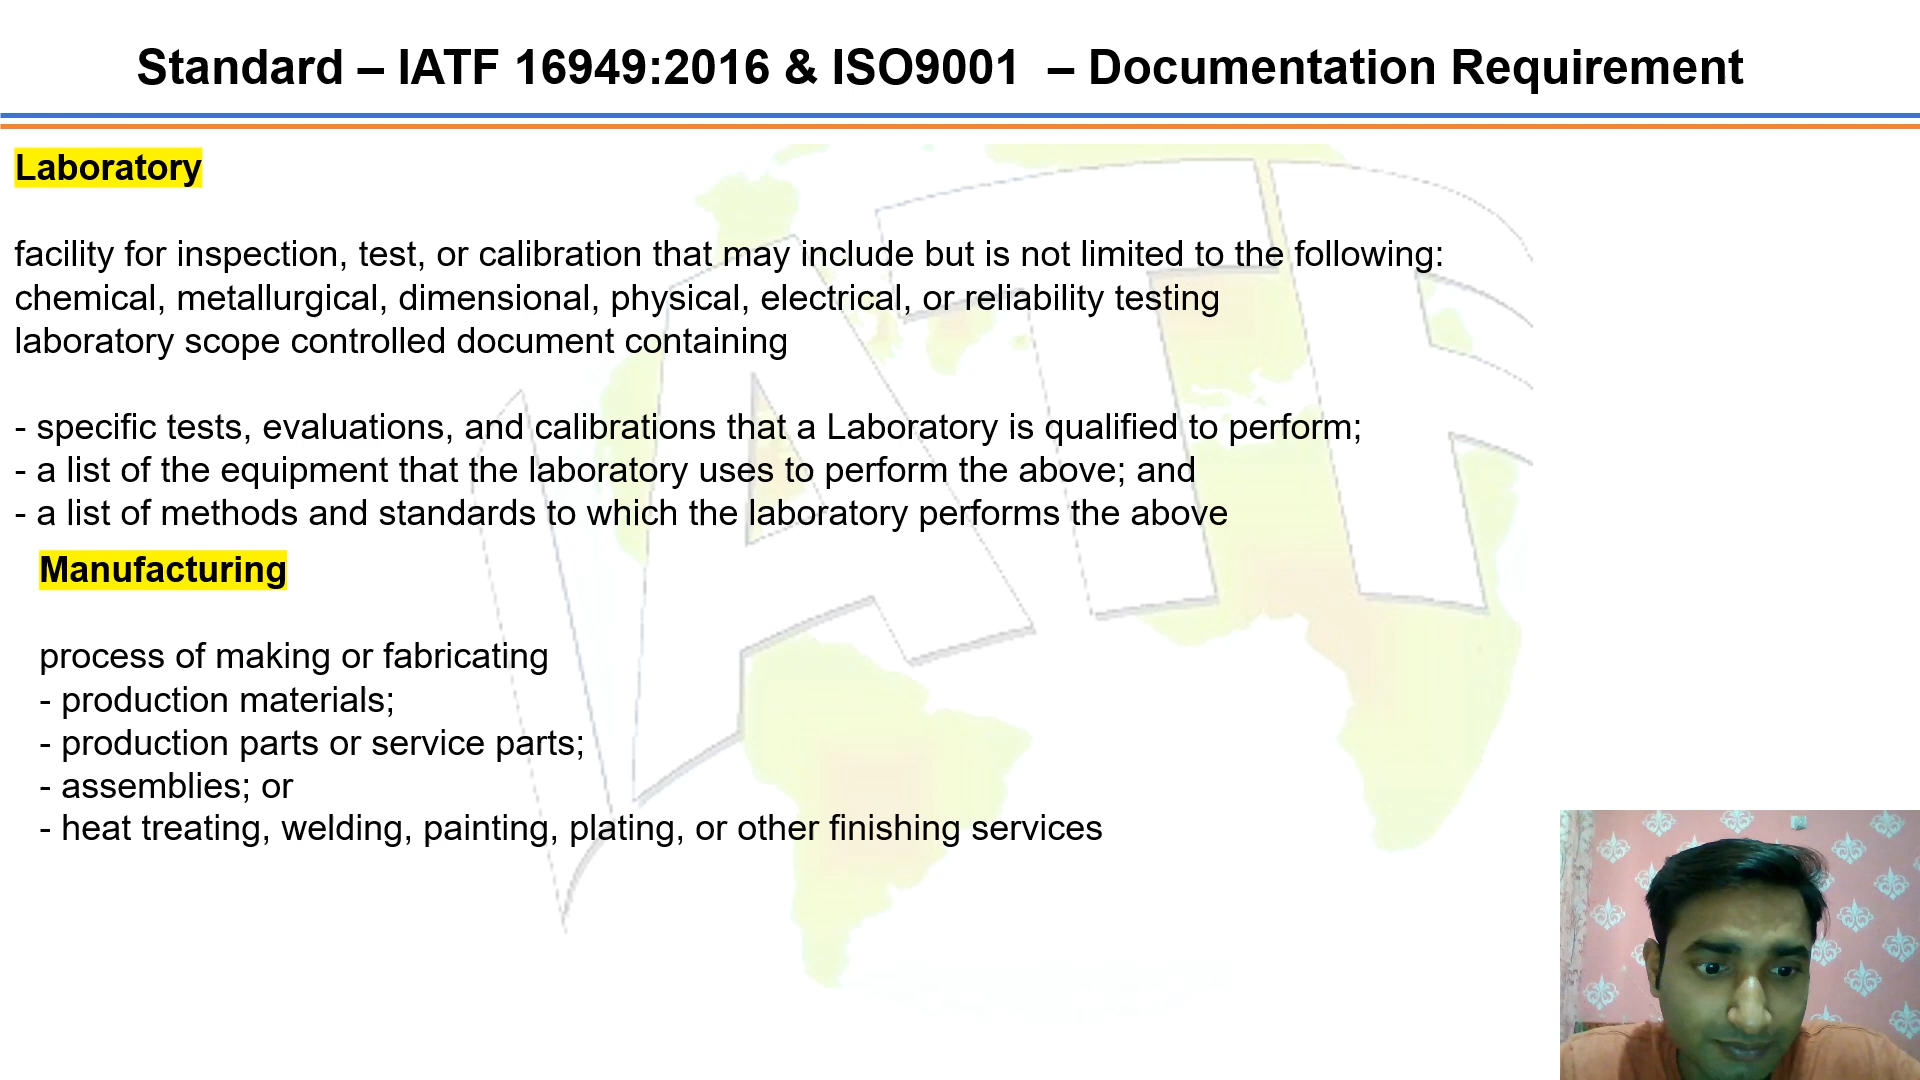 Standard – IATF 16949:2016 & ISO9001 – Documentation Requirement
Laboratory
facility for inspection, test, or calibration that may include but is not limited to the following:
chemical, metallurgical, dimensional, physical, electrical, or reliability testing
laboratory scope controlled document containing
- specific tests, evaluations, and calibrations that a Laboratory is qualified to perform;
- a list of the equipment that the laboratory uses to perform the above; and
- a list of methods and standards to which the laboratory performs the above
Manufacturing
process of making or fabricating
- production materials;
- production parts or service parts;
- assemblies; or
- heat treating, welding, painting, plating, or other finishing services
IATF